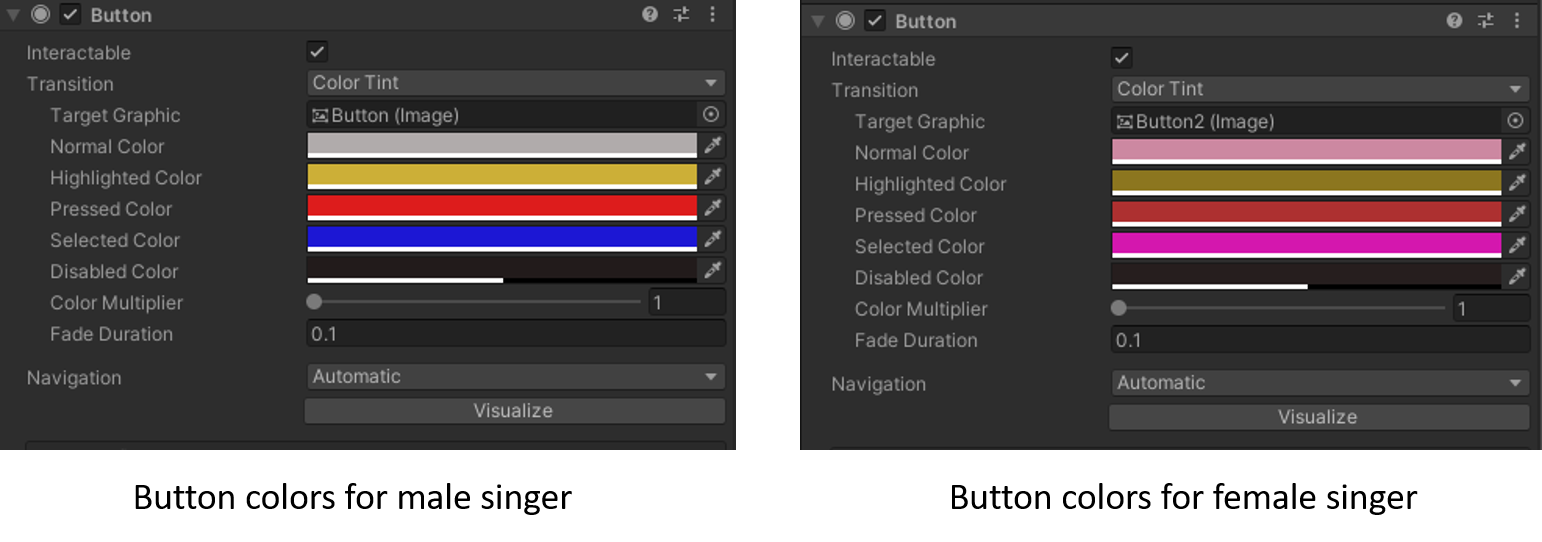 Button
Interactable
Transition Color Tint
Target Graphic Button (Image)
Normal Color
Highlighted Color
Pressed Color
Selected Color
Disabled Color
Color Multiplier 1
Fade Duration 0.1
Navigation Automatic
Visualize
Button colors for male singer
Button
Interactable
Transition Color Tint
Target Graphic Button2 (Image)
Normal Color
Highlighted Color
Pressed Color
Selected Color
Disabled Color
Color Multiplier 1
Fade Duration 0.1
Navigation Automatic
Visualize
Button colors for female singer